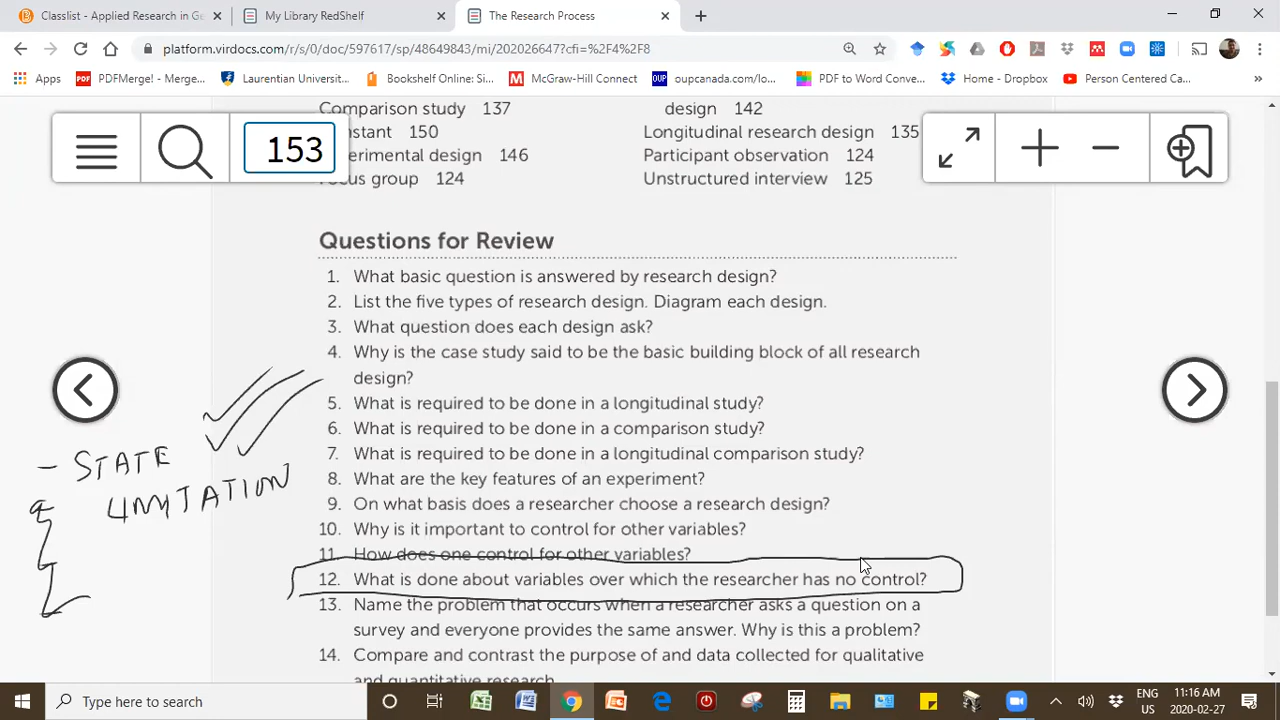 Classlist - Applied Research in Ge
My Library RedShelf
The Research Process
platform.virdocs.com/r/s/0/doc/597617/sp/48649843/mi/202026647?cfi=%2F4%2F8
Apps
PDFMerge! - Merge...
Laurentian Universi...
Bookshelf Online: Si...
McGraw-Hill Connect
oupcanada.com/lo...
PDF to Word Conve...
Home - Dropbox
Person Centered Ca...
Comparison study 137
design 142
Constant 150
Longitudinal research design 135
Experimental design 146
Participant observation 124
Focus group 124
Unstructured interview 125
153
Questions for Review
1. What basic question is answered by research design?
2. List the five types of research design. Diagram each design.
3. What question does each design ask?
4. Why is the case study said to be the basic building block of all research
design?
5. What is required to be done in a longitudinal study?
6. What is required to be done in a comparison study?
7. What is required to be done in a longitudinal comparison study?
8. What are the key features of an experiment?
9. On what basis does a researcher choose a research design?
10. Why is it important to control for other variables?
11. How does one control for other variables?
12. What is done about variables over which the researcher has no control?
13. Name the problem that occurs when a researcher asks a question on a
survey and everyone provides the same answer. Why is this a problem?
14. Compare and contrast the purpose of and data collected for qualitative
and quantitative research.
- STATE
LIMITATION
Type here to search
ENG
US
11:16 AM
2020-02-27